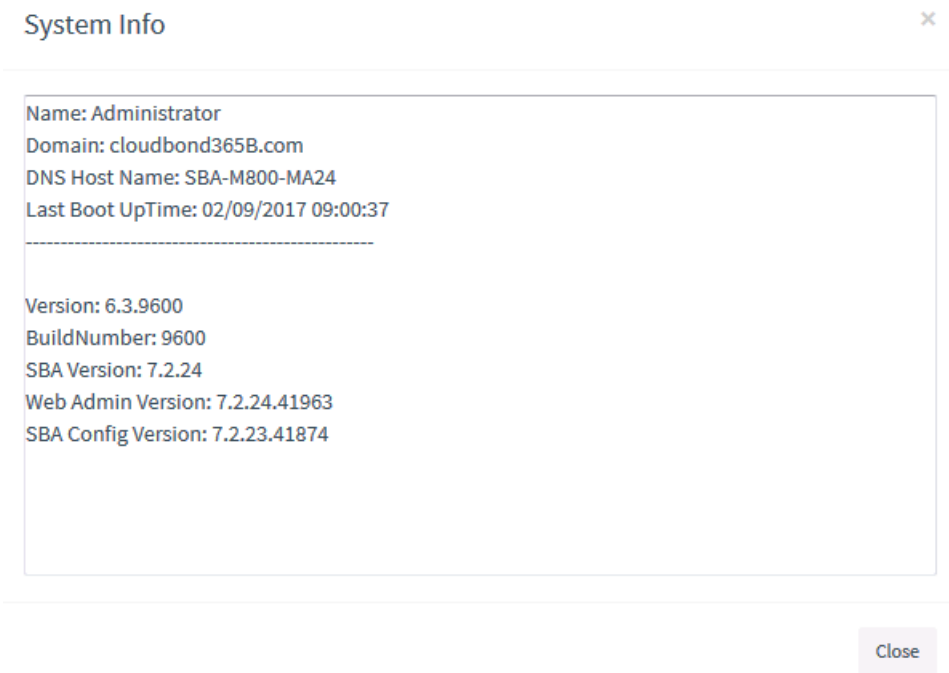 System Info
×
Name: Administrator
Domain: cloudbond365B.com
DNS Host Name: SBA-M800-MA24
Last Boot UpTime: 02/09/2017 09:00:37
--------------------------------------------------
Version: 6.3.9600
BuildNumber: 9600
SBA Version: 7.2.24
Web Admin Version: 7.2.24.41963
SBA Config Version: 7.2.23.41874
Close